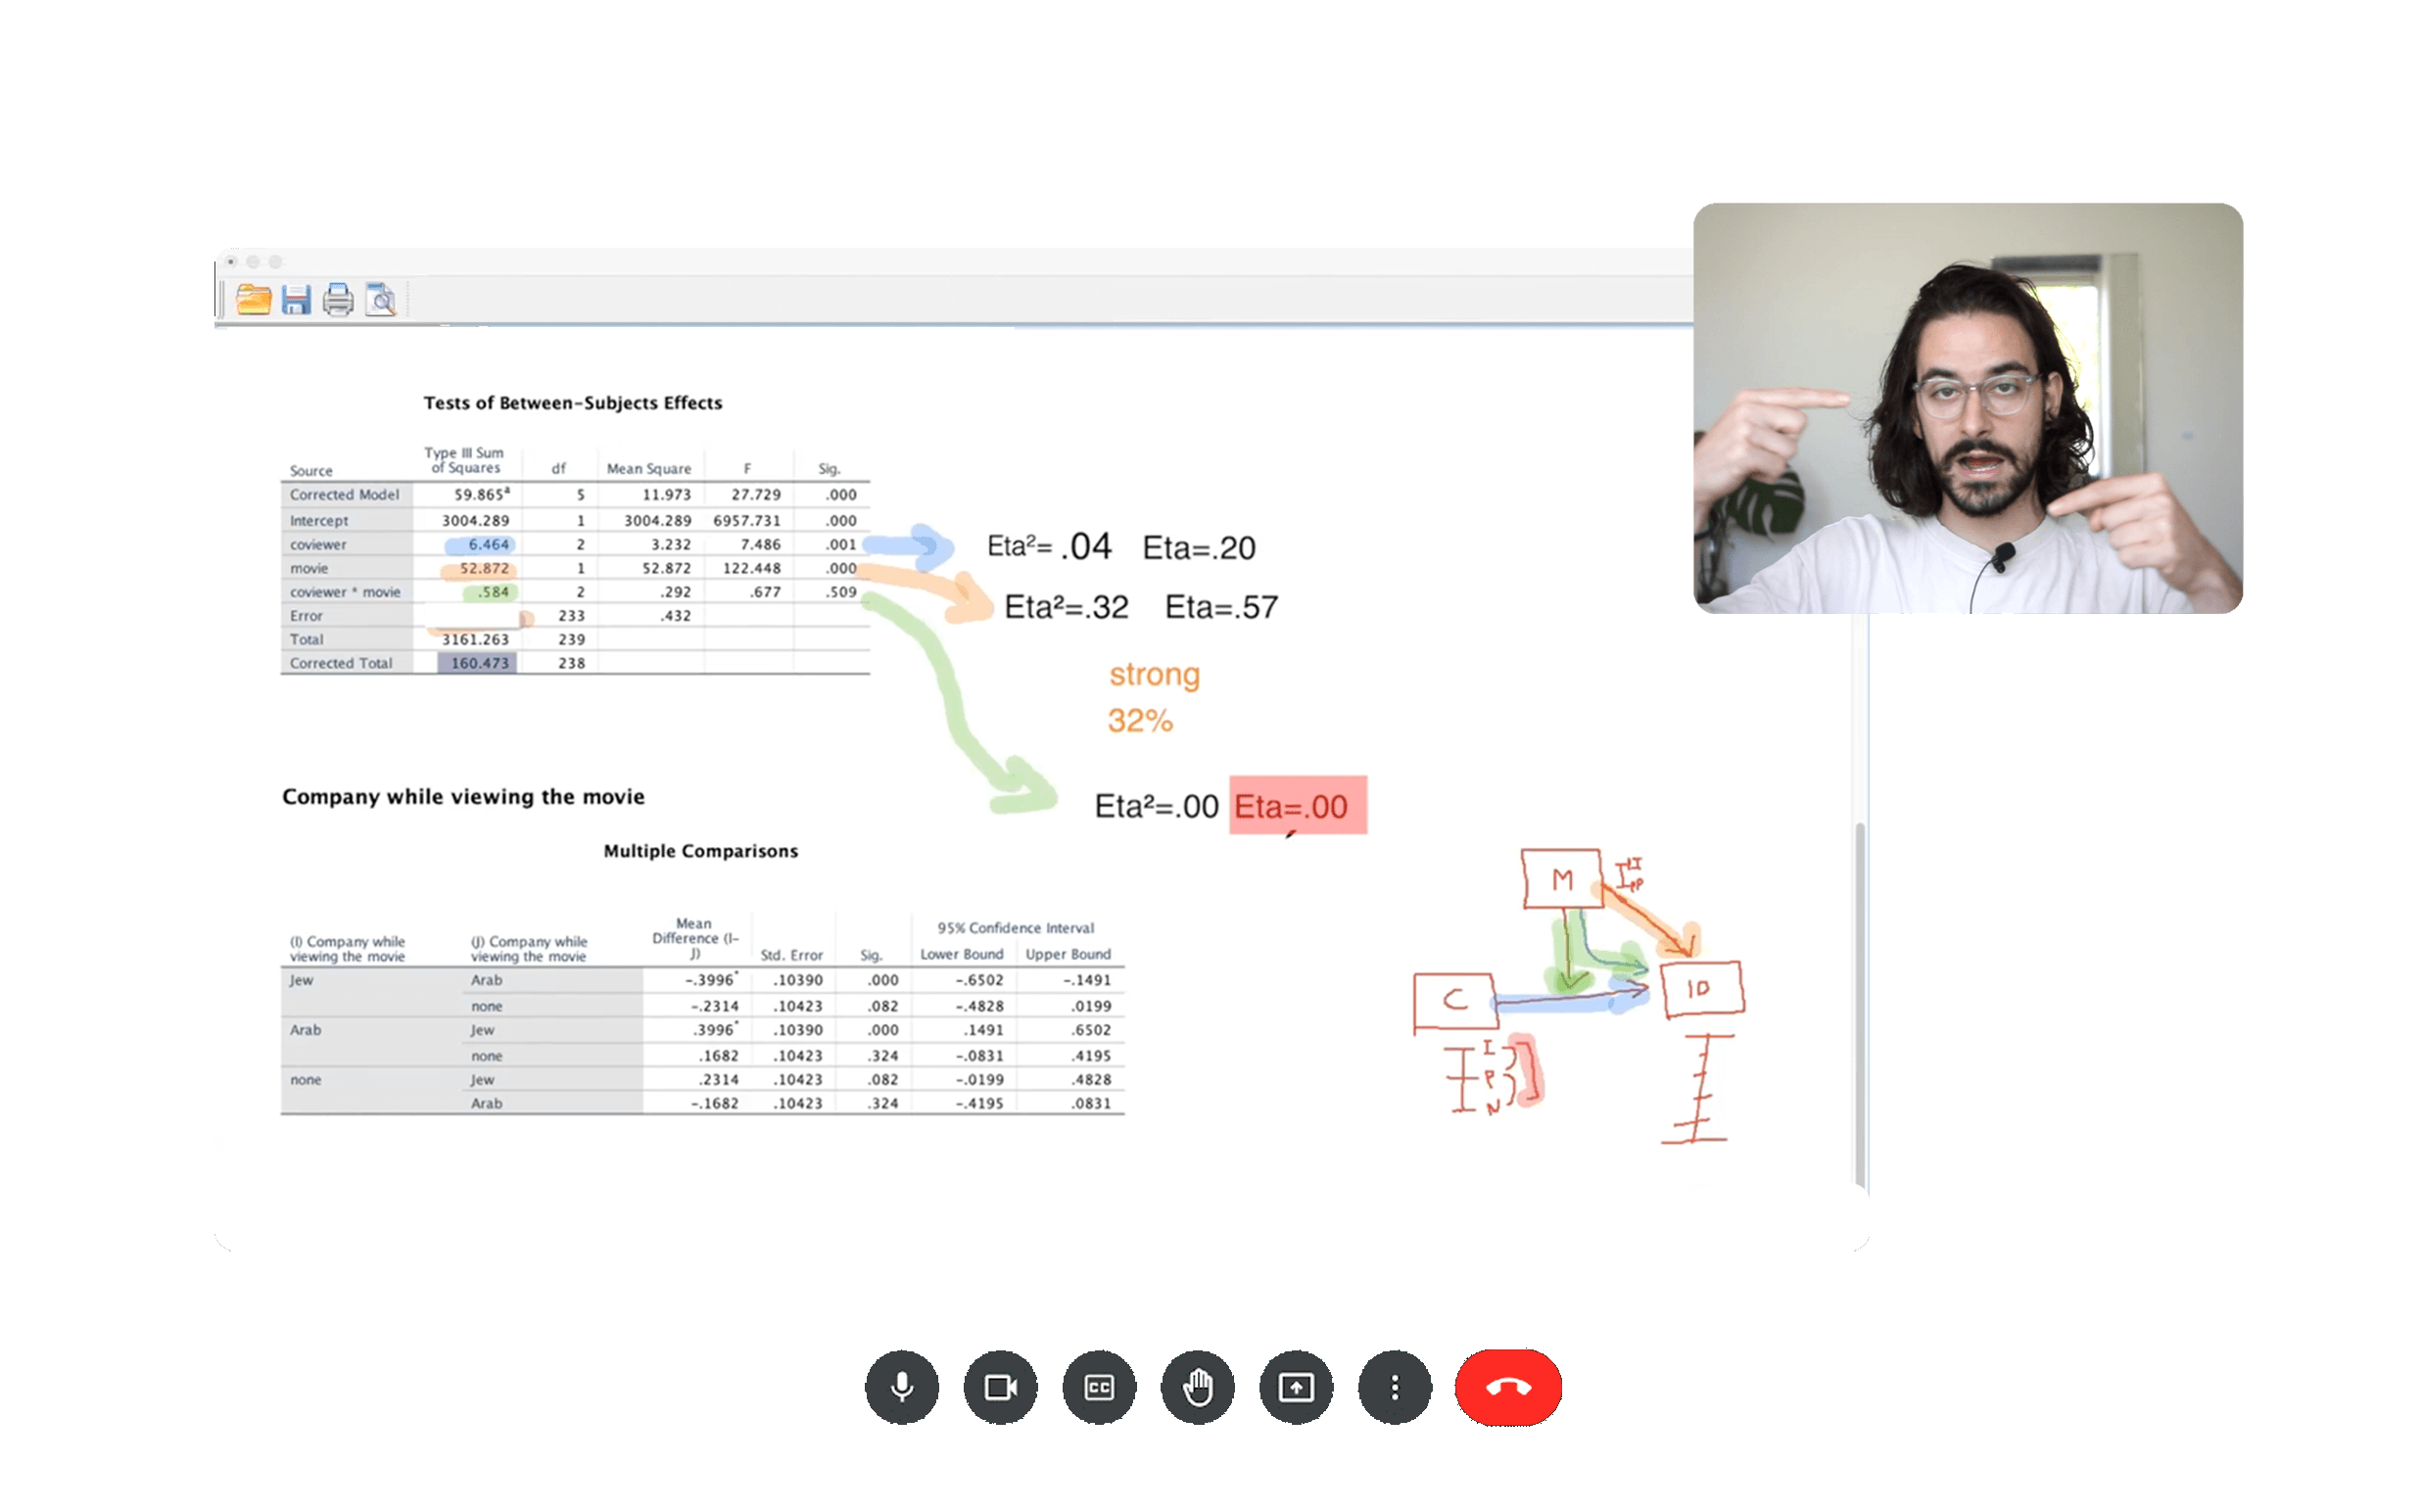 Tests of Between-Subjects Effects
Source Type III Sum of Squares df Mean Square F Sig.
Corrected Model 59.865a 5 11.973 27.729 .000
Intercept 3004.289 1 3004.289 6957.731 .000
coviewer 6.464 2 3.232 7.486 .001
movie 52.872 1 52.872 122.448 .000
coviewer * movie .584 2 .292 .677 .509
Error 233 .432
Total 3161.263 239
Corrected Total 160.473 238
Eta²= .04 Eta=.20
Eta²=.32 Eta=.57
strong
32%
Eta²=.00 Eta=.00
Company while viewing the movie
Multiple Comparisons
(I) Company while viewing the movie (J) Company while viewing the movie Mean Difference (I-J) Std. Error Sig. 95% Confidence Interval
Lower Bound Upper Bound
Jew Arab -.3996* .10390 .000 -.6502 -.1491
none -.2314 .10423 .082 -.4828 .0199
Arab Jew .3996* .10390 .000 .1491 .6502
none .1682 .10423 .324 -.0831 .4195
none Jew .2314 .10423 .082 -.0199 .4828
Arab -.1682 .10423 .324 -.4195 .0831
M
C
ID
I
P
N
CC